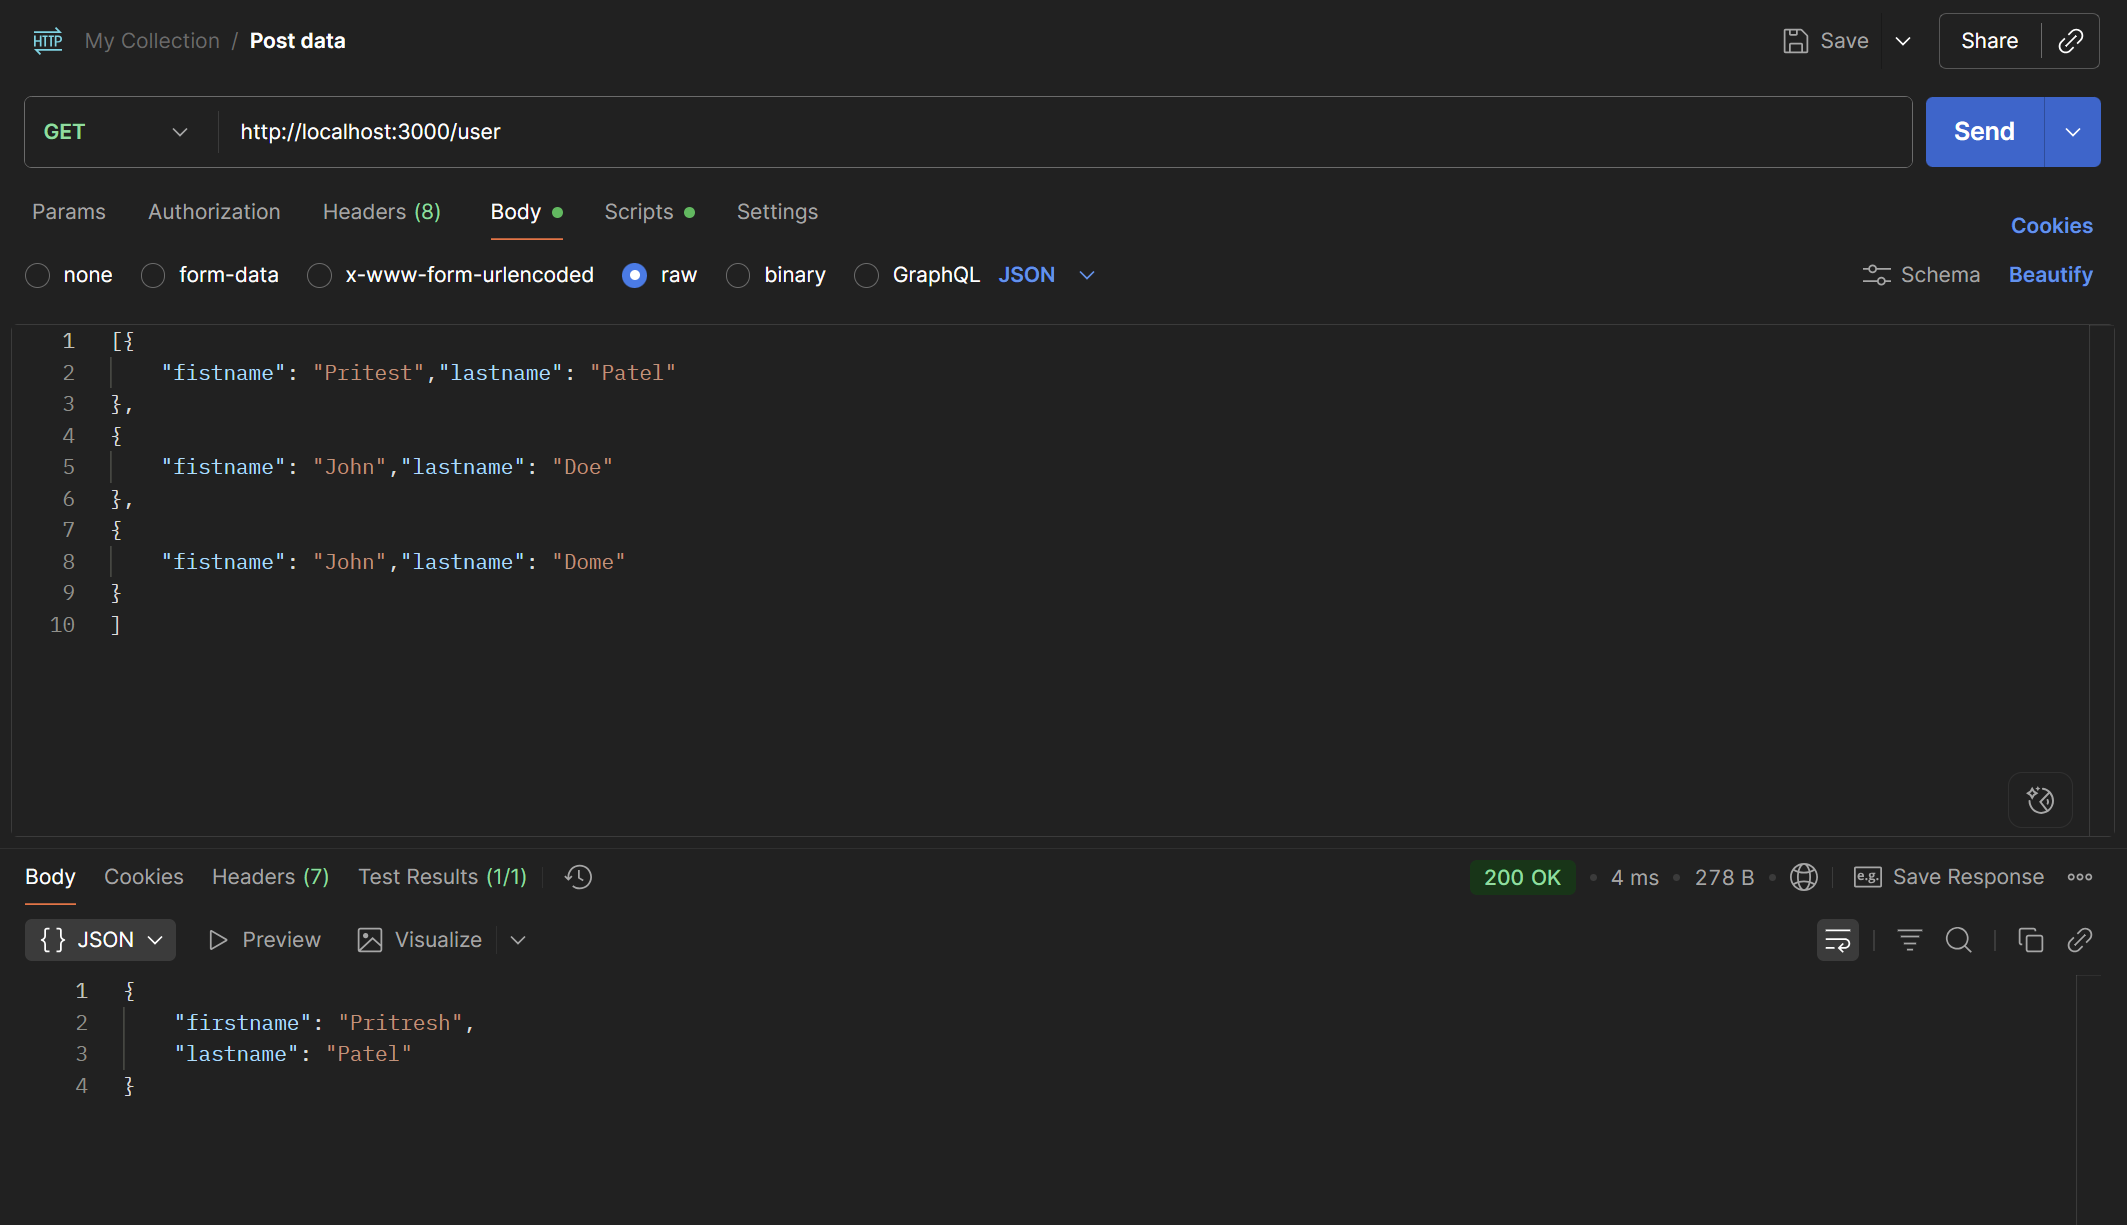 HTTP My Collection / Post data Save Share
GET http://localhost:3000/user Send
Params Authorization Headers (8) Body Scripts Settings Cookies
none form-data x-www-form-urlencoded raw binary GraphQL JSON Schema Beautify
1 [{
2 "fistname": "Pritest","lastname": "Patel"
3 },
4 {
5 "fistname": "John","lastname": "Doe"
6 },
7 {
8 "fistname": "John","lastname": "Dome"
9 }
10 ]
Body Cookies Headers (7) Test Results (1/1) 200 OK • 4 ms • 278 B • e.g. Save Response
{} JSON Preview Visualize
1 {
2 "firstname": "Pritresh",
3 "lastname": "Patel"
4 }